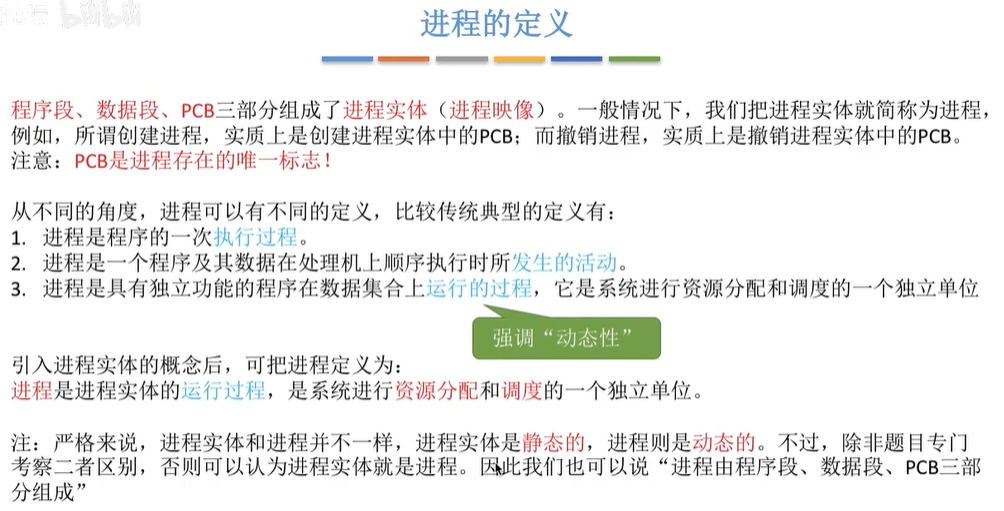 进程的定义
程序段、数据段、PCB三部分组成了进程实体（进程映像）。一般情况下，我们把进程实体就简称为进程，
例如，所谓创建进程，实质上是创建进程实体中的PCB；而撤销进程，实质上是撤销进程实体中的PCB。
注意：PCB是进程存在的唯一标志！
从不同的角度，进程可以有不同的定义，比较传统典型的定义有：
1. 进程是程序的一次执行过程。
2. 进程是一个程序及其数据在处理机上顺序执行时所发生的活动。
3. 进程是具有独立功能的程序在数据集合上运行的过程，它是系统进行资源分配和调度的一个独立单位
强调“动态性”
引入进程实体的概念后，可把进程定义为：
进程是进程实体的运行过程，是系统进行资源分配和调度的一个独立单位。
注：严格来说，进程实体和进程并不一样，进程实体是静态的，进程则是动态的。不过，除非题目专门
考察二者区别，否则可以认为进程实体就是进程。因此我们也可以说“进程由程序段、数据段、PCB三部
分组成”